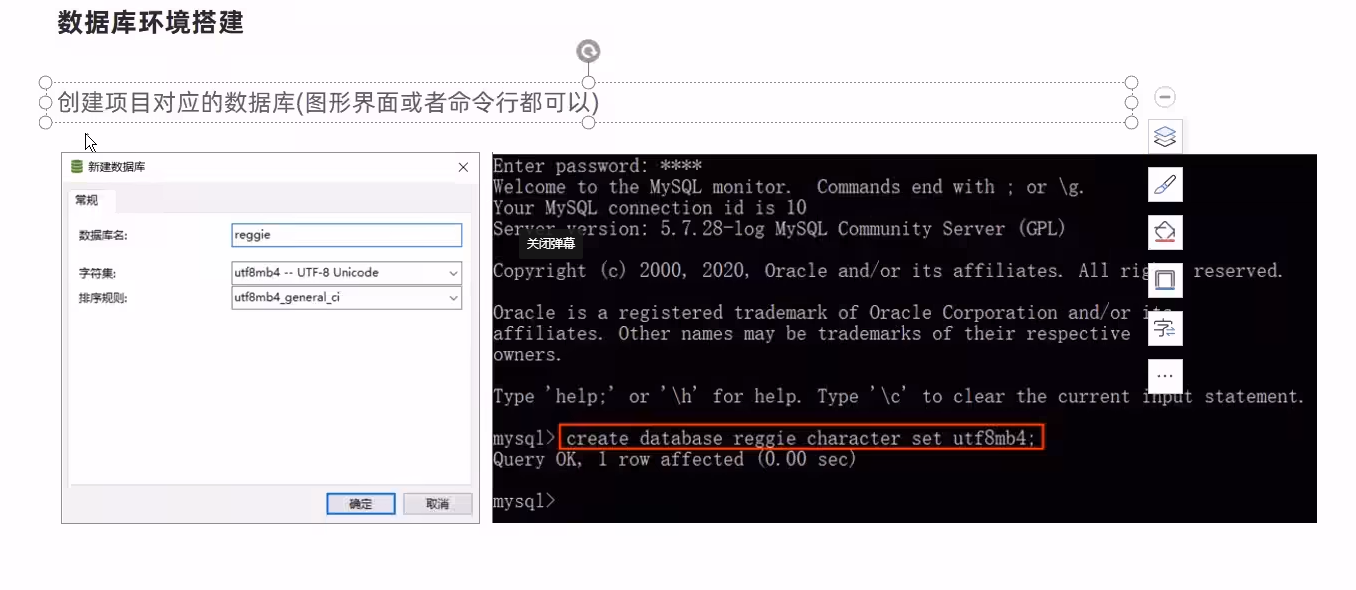 数据库环境搭建
创建项目对应的数据库(图形界面或者命令行都可以)
新建数据库
常规
数据库名:
reggie
字符集:
utf8mb4 -- UTF-8 Unicode
排序规则:
utf8mb4_general_ci
确定
取消
Enter password: ****
Welcome to the MySQL monitor.  Commands end with ; or \g.
Your MySQL connection id is 10
Server version: 5.7.28-log MySQL Community Server (GPL)
关闭弹幕
Copyright (c) 2000, 2020, Oracle and/or its affiliates. All reserved.
Oracle is a registered trademark of Oracle Corporation and/or its
affiliates. Other names may be trademarks of their respective
owners.
Type 'help;' or '\h' for help. Type '\c' to clear the current input statement.
mysql> create database reggie character set utf8mb4;
Query OK, 1 row affected (0.00 sec)
mysql>
字